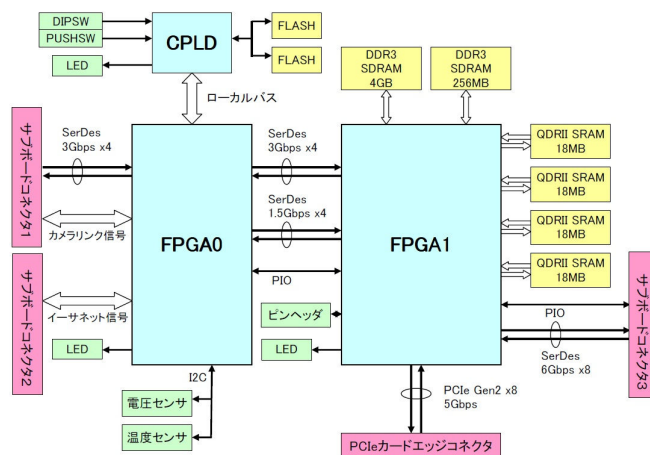 DIPSW
PUSHSW
LED
CPLD
FLASH
FLASH
ローカルバス
DDR3
SDRAM
4GB
DDR3
SDRAM
256MB
サブボードコネクタ1
SerDes
3Gbps x4
カメラリンク信号
サブボードコネクタ2
イーサネット信号
LED
FPGA0
I2C
電圧センサ
温度センサ
SerDes
3Gbps x4
SerDes
1.5Gbps x4
PIO
ピンヘッダ
LED
FPGA1
QDRII SRAM
18MB
QDRII SRAM
18MB
QDRII SRAM
18MB
QDRII SRAM
18MB
PIO
SerDes
6Gbps x8
サブボードコネクタ3
PCIe Gen2 x8
5Gbps
PCIeカードエッジコネクタ